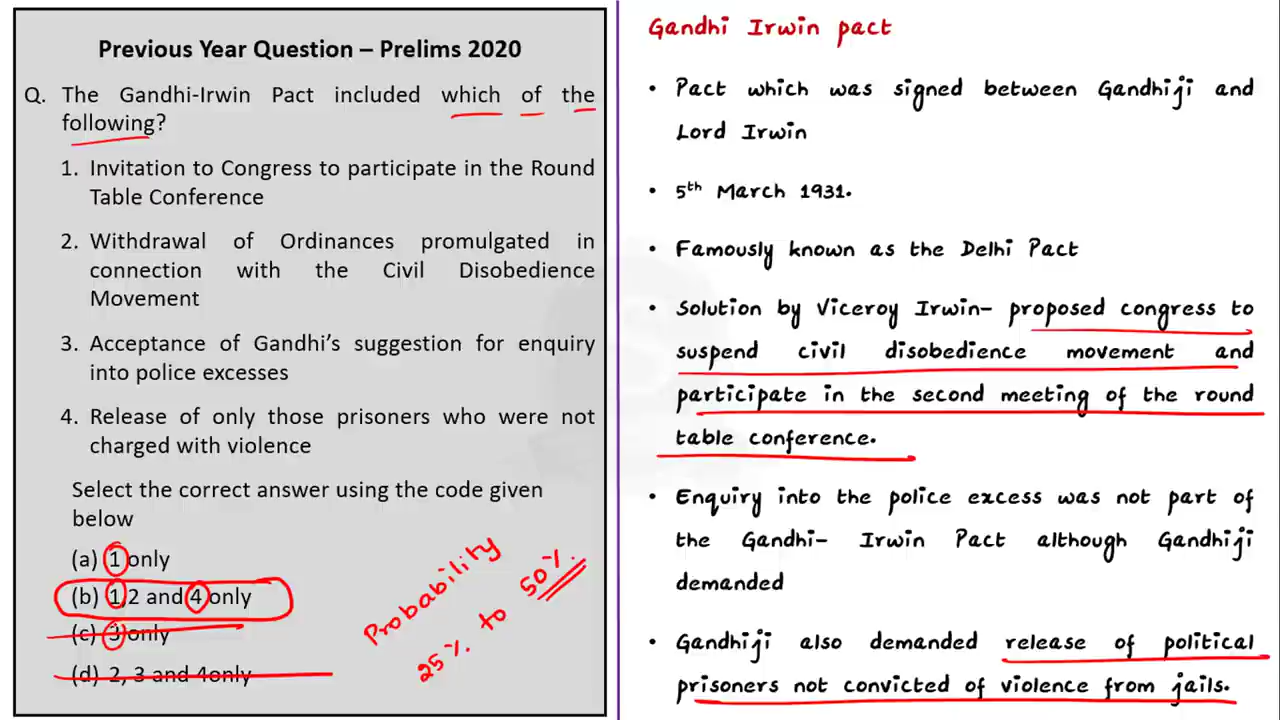 Previous Year Question – Prelims 2020
Q. The Gandhi-Irwin Pact included which of the
following?
1. Invitation to Congress to participate in the Round
Table Conference
2. Withdrawal of Ordinances promulgated in
connection with the Civil Disobedience
Movement
3. Acceptance of Gandhi's suggestion for enquiry
into police excesses
4. Release of only those prisoners who were not
charged with violence
Select the correct answer using the code given
below
(a) 1 only
(b) 1,2 and 4 only
(c) 3 only
(d) 2, 3 and 4 only
Probability
25% to 50%.
Gandhi Irwin pact
• Pact which was signed between Gandhiji and
Lord Irwin
• 5th March 1931.
• Famously known as the Delhi Pact
• Solution by Viceroy Irwin- proposed congress to
suspend civil disobedience movement and
participate in the second meeting of the round
table conference.
• Enquiry into the police excess was not part of
the Gandhi- Irwin Pact although Gandhiji
demanded
• Gandhiji also demanded release of political
prisoners not convicted of violence from jails.